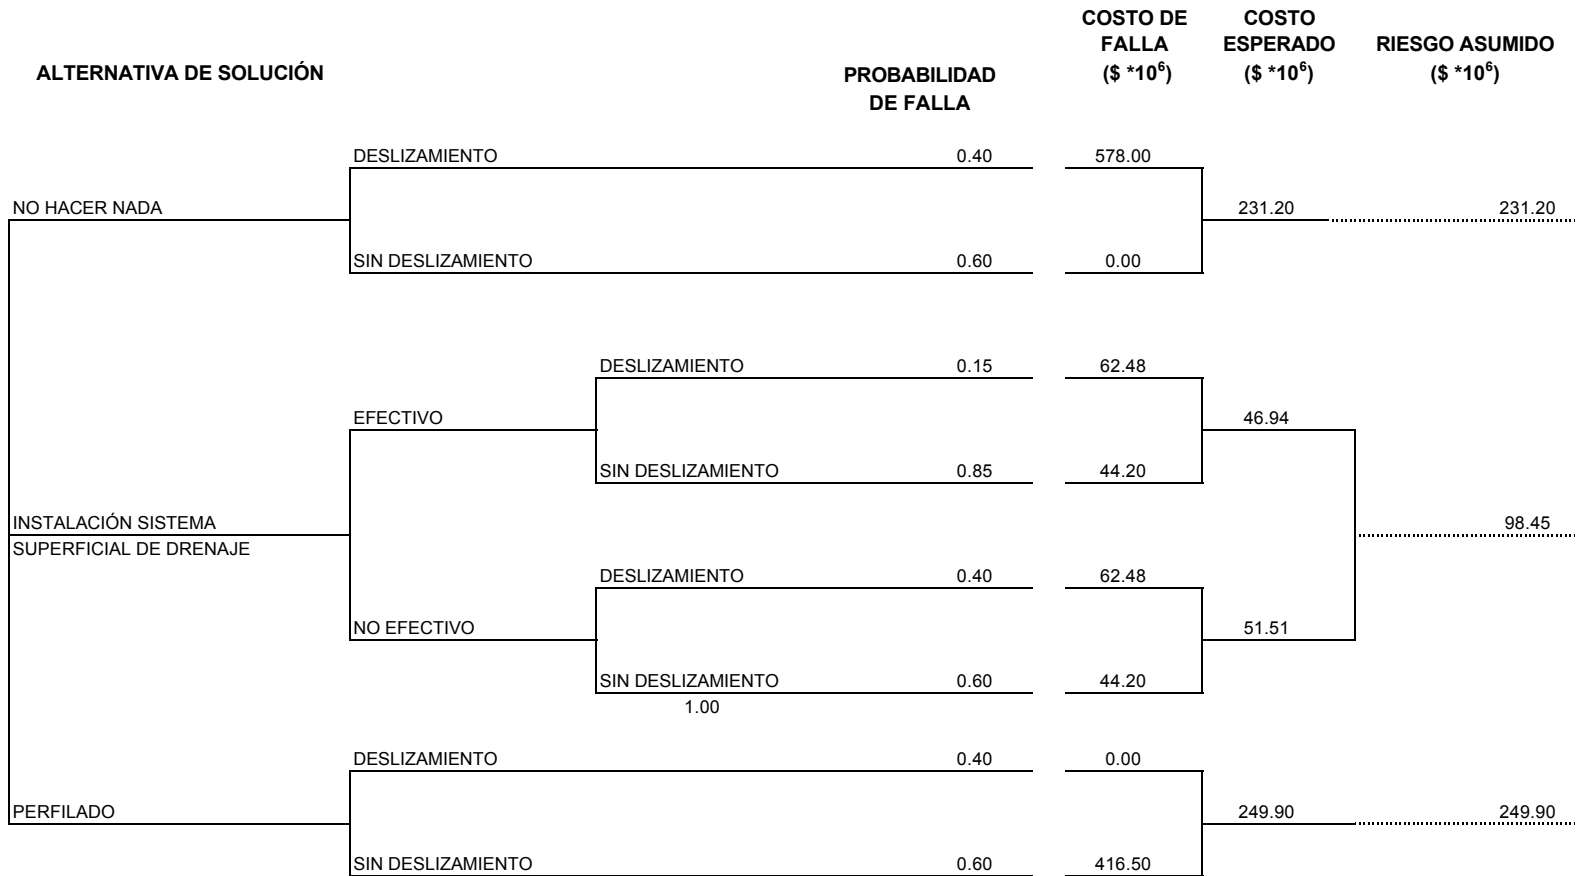 COSTO DE
FALLA
($ *10⁶)
COSTO
ESPERADO
($ *10⁶)
RIESGO ASUMIDO
($ *10⁶)
ALTERNATIVA DE SOLUCIÓN
PROBABILIDAD
DE FALLA
DESLIZAMIENTO 0.40 578.00
NO HACER NADA 231.20 231.20
SIN DESLIZAMIENTO 0.60 0.00
DESLIZAMIENTO 0.15 62.48
EFECTIVO 46.94
SIN DESLIZAMIENTO 0.85 44.20
INSTALACIÓN SISTEMA 98.45
SUPERFICIAL DE DRENAJE
DESLIZAMIENTO 0.40 62.48
NO EFECTIVO 51.51
SIN DESLIZAMIENTO 0.60 44.20
1.00
DESLIZAMIENTO 0.40 0.00
PERFILADO 249.90 249.90
SIN DESLIZAMIENTO 0.60 416.50